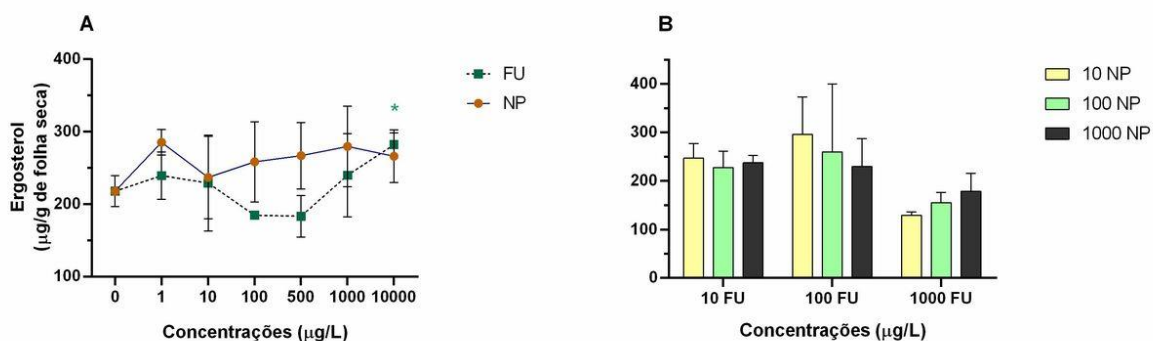 A
400
300
200
100
Ergosterol
(μg/g de folha seca)
0 1 10 100 500 1000 10000
Concentrações (μg/L)
FU
NP
*
B
400
300
200
100
0
10 FU 100 FU 1000 FU
Concentrações (μg/L)
10 NP
100 NP
1000 NP